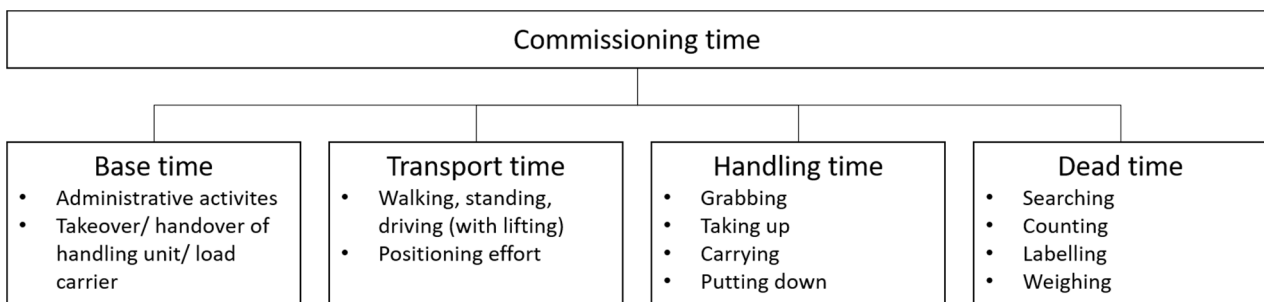 Commissioning time
Base time
• Administrative activites
• Takeover/ handover of
handling unit/ load
carrier
Transport time
• Walking, standing,
driving (with lifting)
• Positioning effort
Handling time
• Grabbing
• Taking up
• Carrying
• Putting down
Dead time
• Searching
• Counting
• Labelling
• Weighing